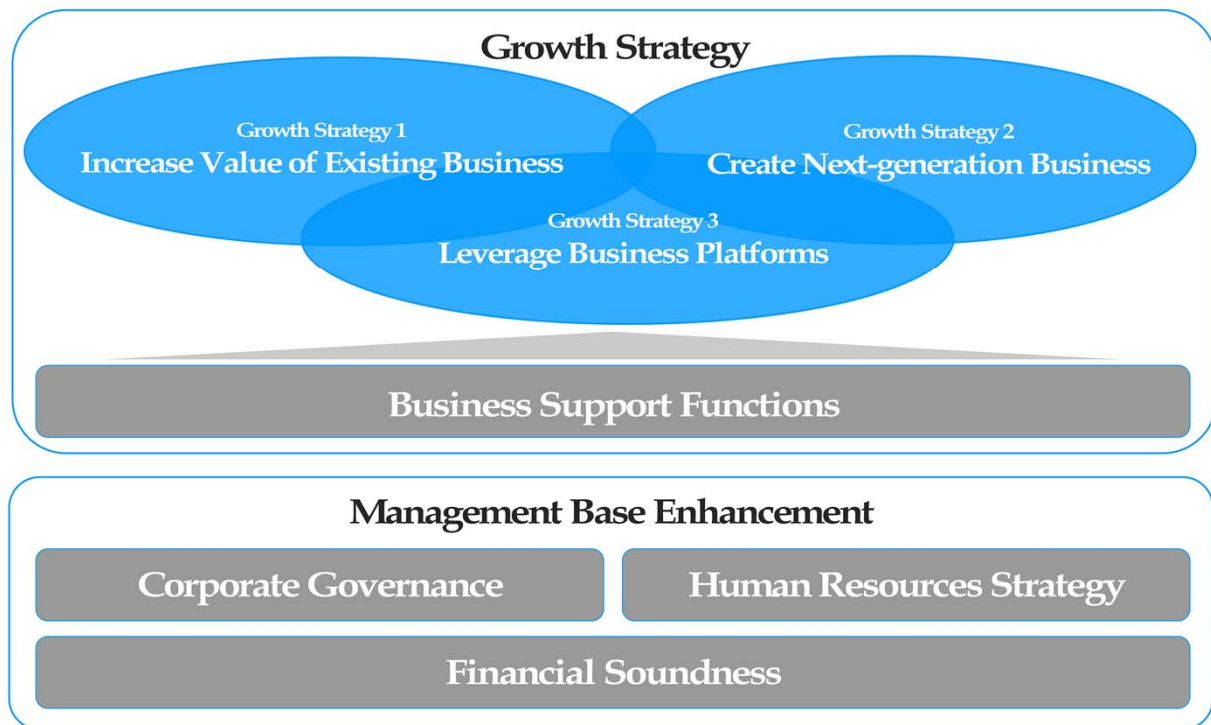 Growth Strategy
Growth Strategy 1
Increase Value of Existing Business
Growth Strategy 2
Create Next-generation Business
Growth Strategy 3
Leverage Business Platforms
Business Support Functions
Management Base Enhancement
Corporate Governance
Human Resources Strategy
Financial Soundness